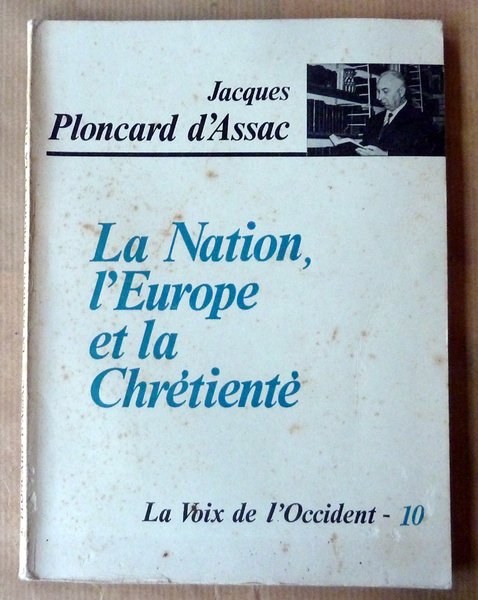 Jacques
Ploncard d'Assac
La Nation,
l'Europe
et la
Chrétienté
La Voix de l'Occident - 10